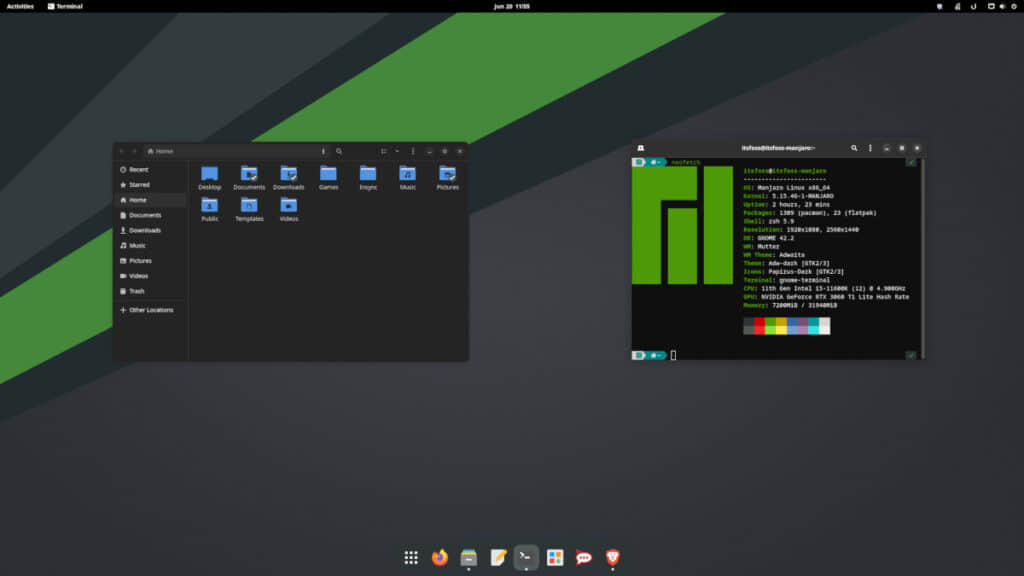 Activities
Terminal
Jun 20 11:55
Home
Recent
Starred
Home
Documents
Downloads
Music
Pictures
Videos
Trash
Other Locations
Desktop
Documents
Downloads
Games
Insync
Music
Pictures
Public
Templates
Videos
itsfoss@itsfoss-manjaro:~
neofetch
itsfoss@itsfoss-manjaro
-----------------------
OS: Manjaro Linux x86_64
Kernel: 5.15.46-1-MANJARO
Uptime: 2 hours, 23 mins
Packages: 1389 (pacman), 23 (flatpak)
Shell: zsh 5.9
Resolution: 1920x1080, 2560x1440
DE: GNOME 42.2
WM: Mutter
WM Theme: Adwaita
Theme: Adw-dark [GTK2/3]
Icons: Papirus-Dark [GTK2/3]
Terminal: gnome-terminal
CPU: 11th Gen Intel i5-11600K (12) @ 4.900GHz
GPU: NVIDIA GeForce RTX 3060 Ti Lite Hash Rate
Memory: 7200MiB / 31940MiB